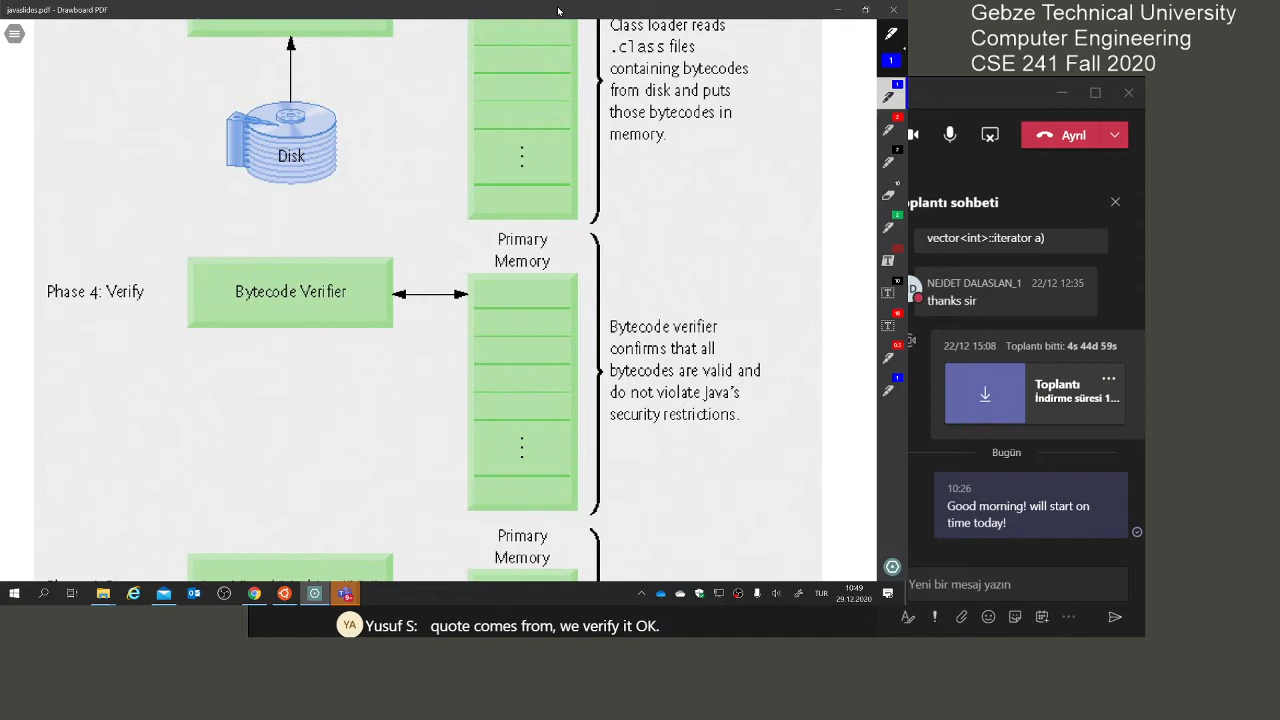 javaslides.pdf - Drawboard PDF
Gebze Technical University
Computer Engineering
CSE 241 Fall 2020
Class loader reads
.class files
containing bytecodes
from disk and puts
those bytecodes in
memory.
Disk
Primary
Memory
Phase 4: Verify
Bytecode Verifier
Bytecode verifier
confirms that all
bytecodes are valid and
do not violate Java's
security restrictions.
Primary
Memory
Ayrıl
oplantı sohbeti
vector<int>::iterator a)
NEJDET DALASLAN_1 22/12 12:35
thanks sir
22/12 15:08 Toplantı bitti: 4s 44d 59s
Toplantı
İndirme süresi 1...
Bugün
10:26
Good morning! will start on
time today!
Yeni bir mesaj yazın
TUR
10:49
29.12.2020
YA Yusuf S: quote comes from, we verify it OK.